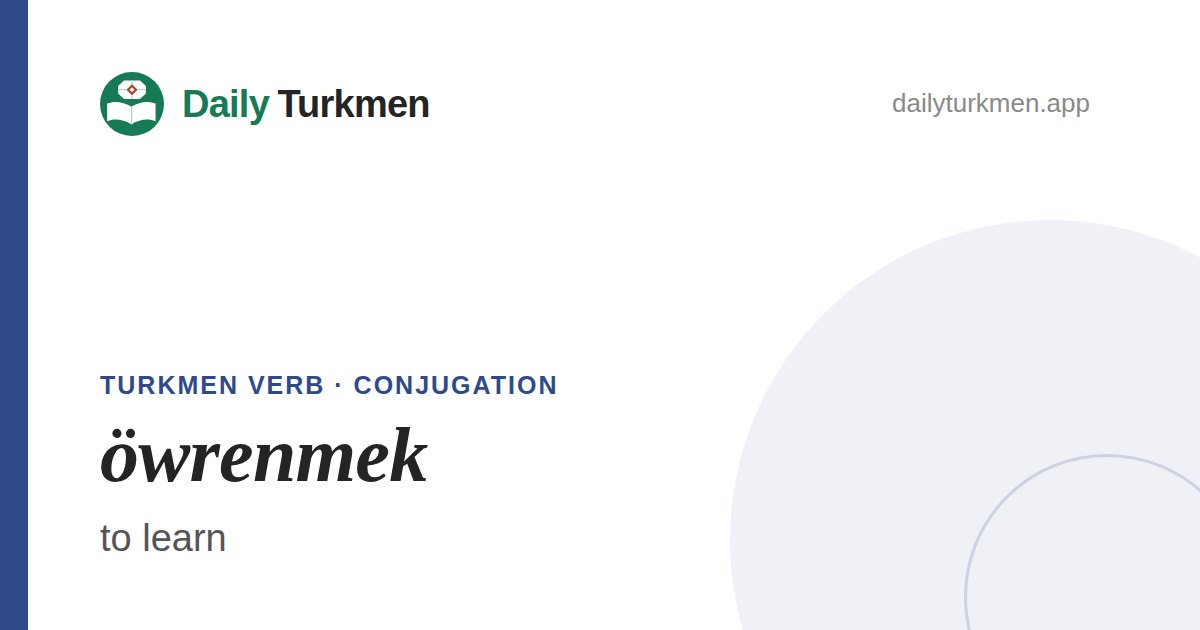 Daily Turkmen
dailyturkmen.app
TURKMEN VERB · CONJUGATION
öwrenmek
to learn